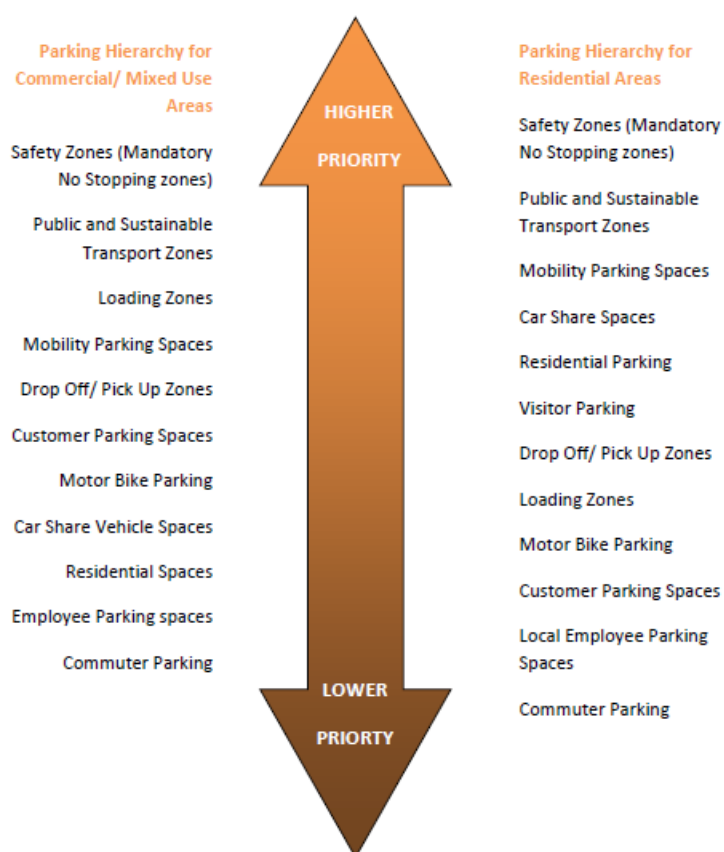 Parking Hierarchy for
Commercial/ Mixed Use
Areas
Safety Zones (Mandatory
No Stopping zones)
Public and Sustainable
Transport Zones
Loading Zones
Mobility Parking Spaces
Drop Off/ Pick Up Zones
Customer Parking Spaces
Motor Bike Parking
Car Share Vehicle Spaces
Residential Spaces
Employee Parking spaces
Commuter Parking
HIGHER
PRIORITY
LOWER
PRIORTY
Parking Hierarchy for
Residential Areas
Safety Zones (Mandatory
No Stopping zones)
Public and Sustainable
Transport Zones
Mobility Parking Spaces
Car Share Spaces
Residential Parking
Visitor Parking
Drop Off/ Pick Up Zones
Loading Zones
Motor Bike Parking
Customer Parking Spaces
Local Employee Parking
Spaces
Commuter Parking